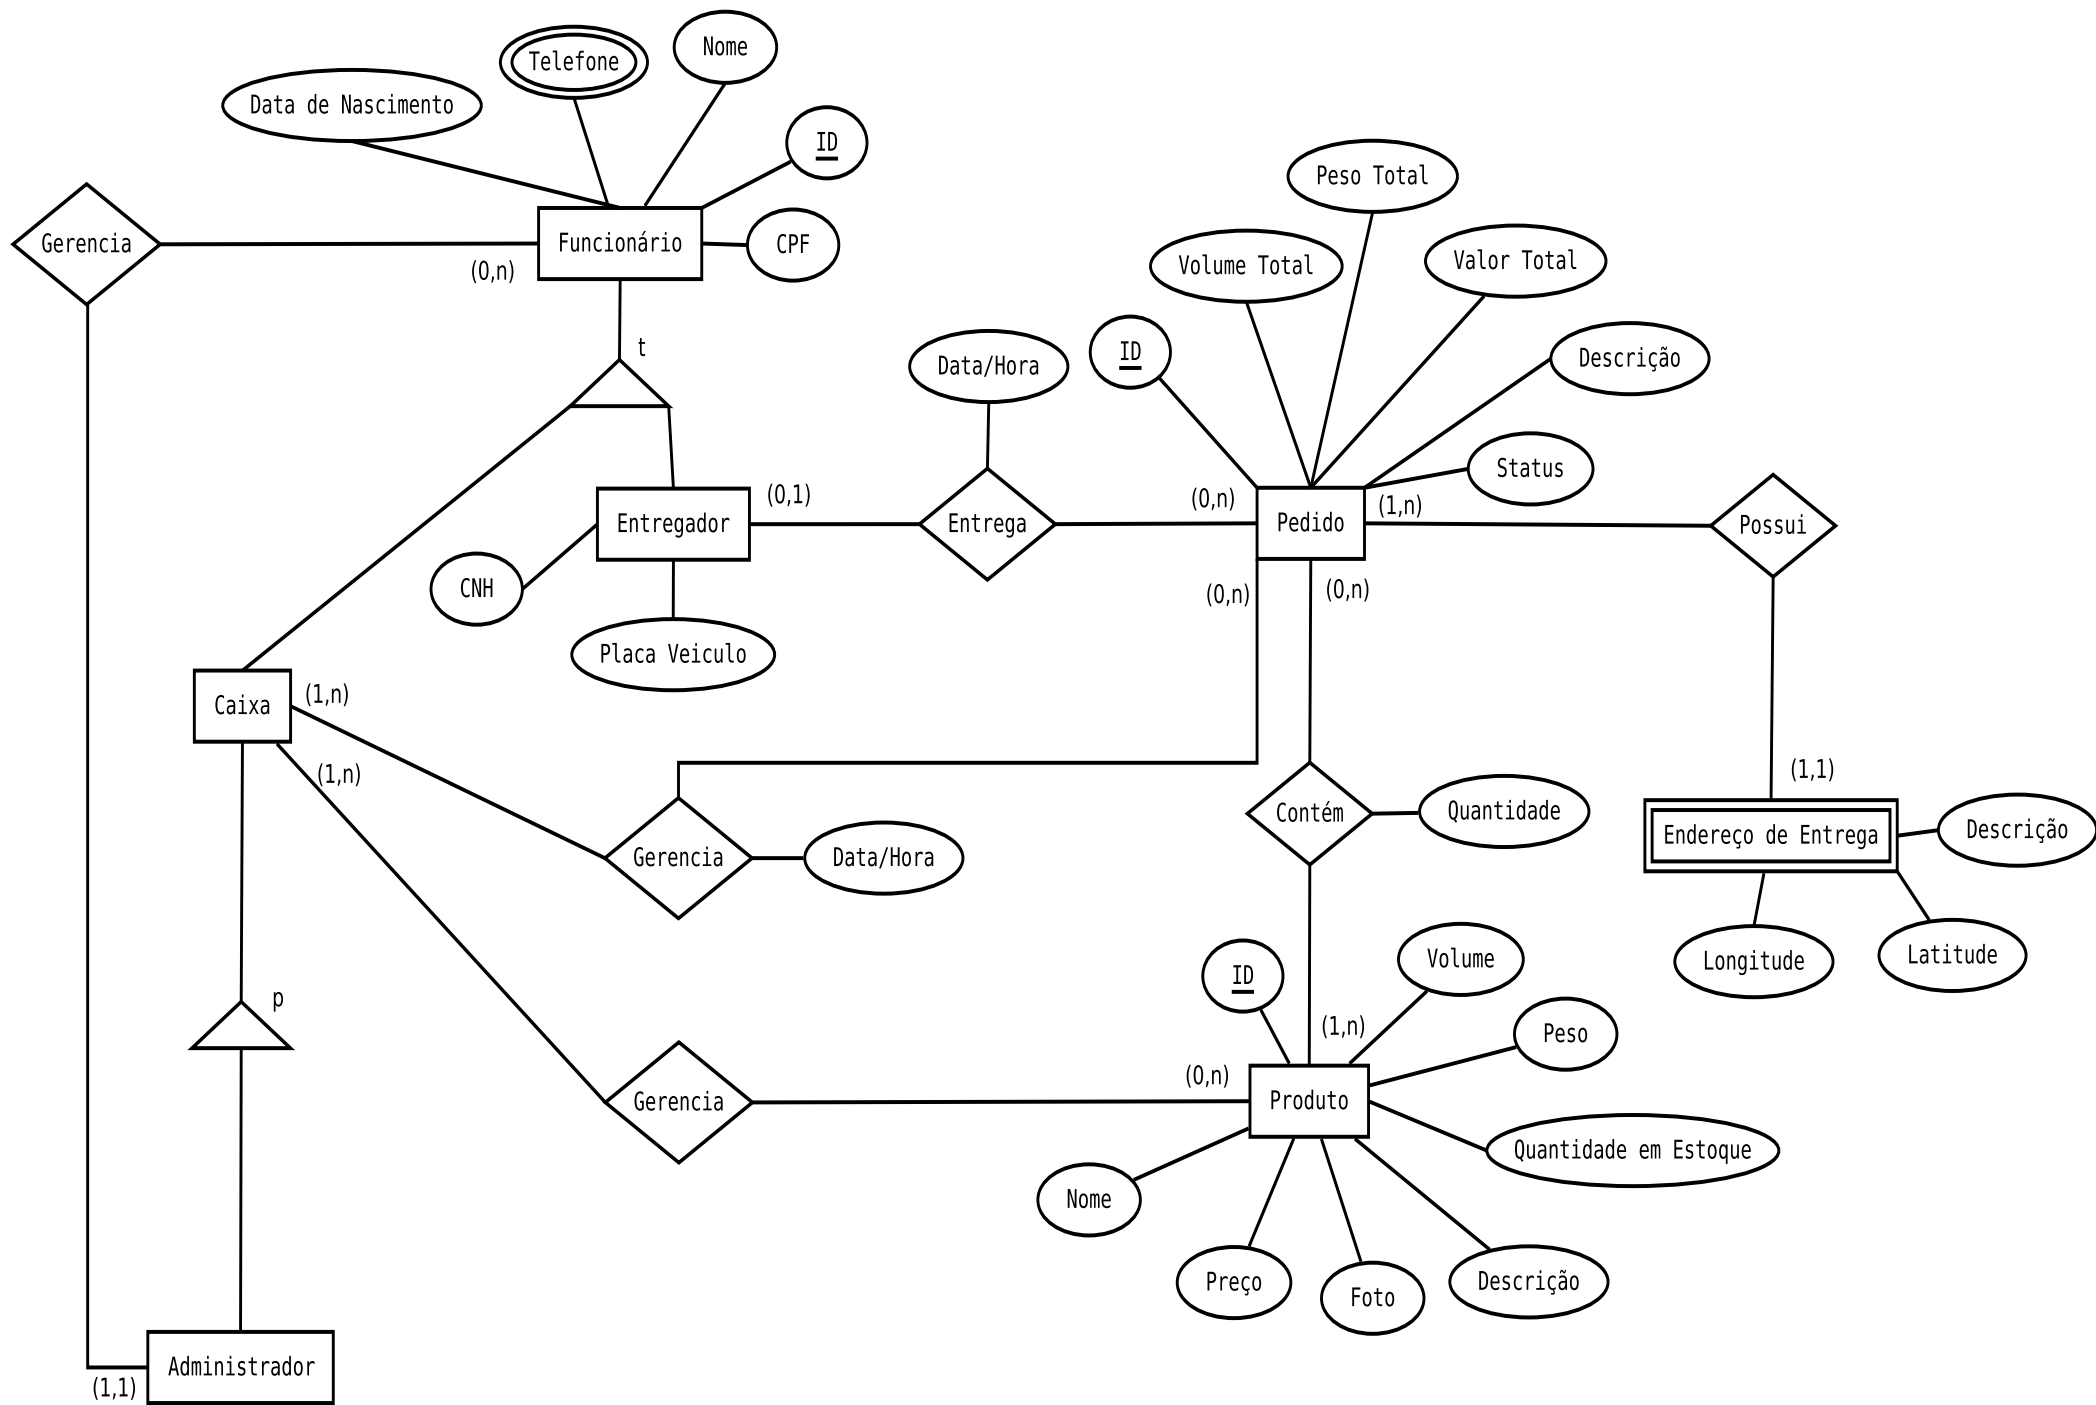 Nome
Telefone
Data de Nascimento
ID
Gerencia
(0,n)
Funcionário
CPF
t
Peso Total
Volume Total
Valor Total
ID
Descrição
Data/Hora
Status
Entregador
(0,1)
Entrega
(0,n)
Pedido
(1,n)
Possui
CNH
(0,n)
(0,n)
Placa Veiculo
Caixa
(1,n)
(1,n)
(1,1)
Gerencia
Data/Hora
Contém
Quantidade
Endereço de Entrega
Descrição
Longitude
Latitude
ID
Volume
p
(1,n)
Peso
Gerencia
(0,n)
Produto
Quantidade em Estoque
Nome
Preço
Foto
Descrição
Administrador
(1,1)